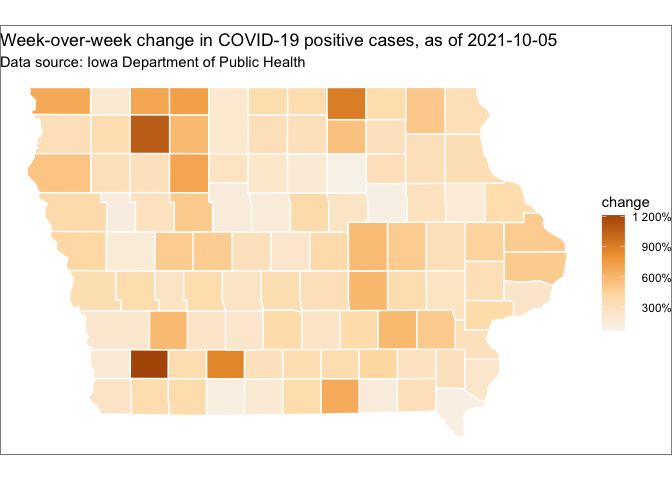 Week-over-week change in COVID-19 positive cases, as of 2021-10-05
Data source: Iowa Department of Public Health
change
1 200%
900%
600%
300%